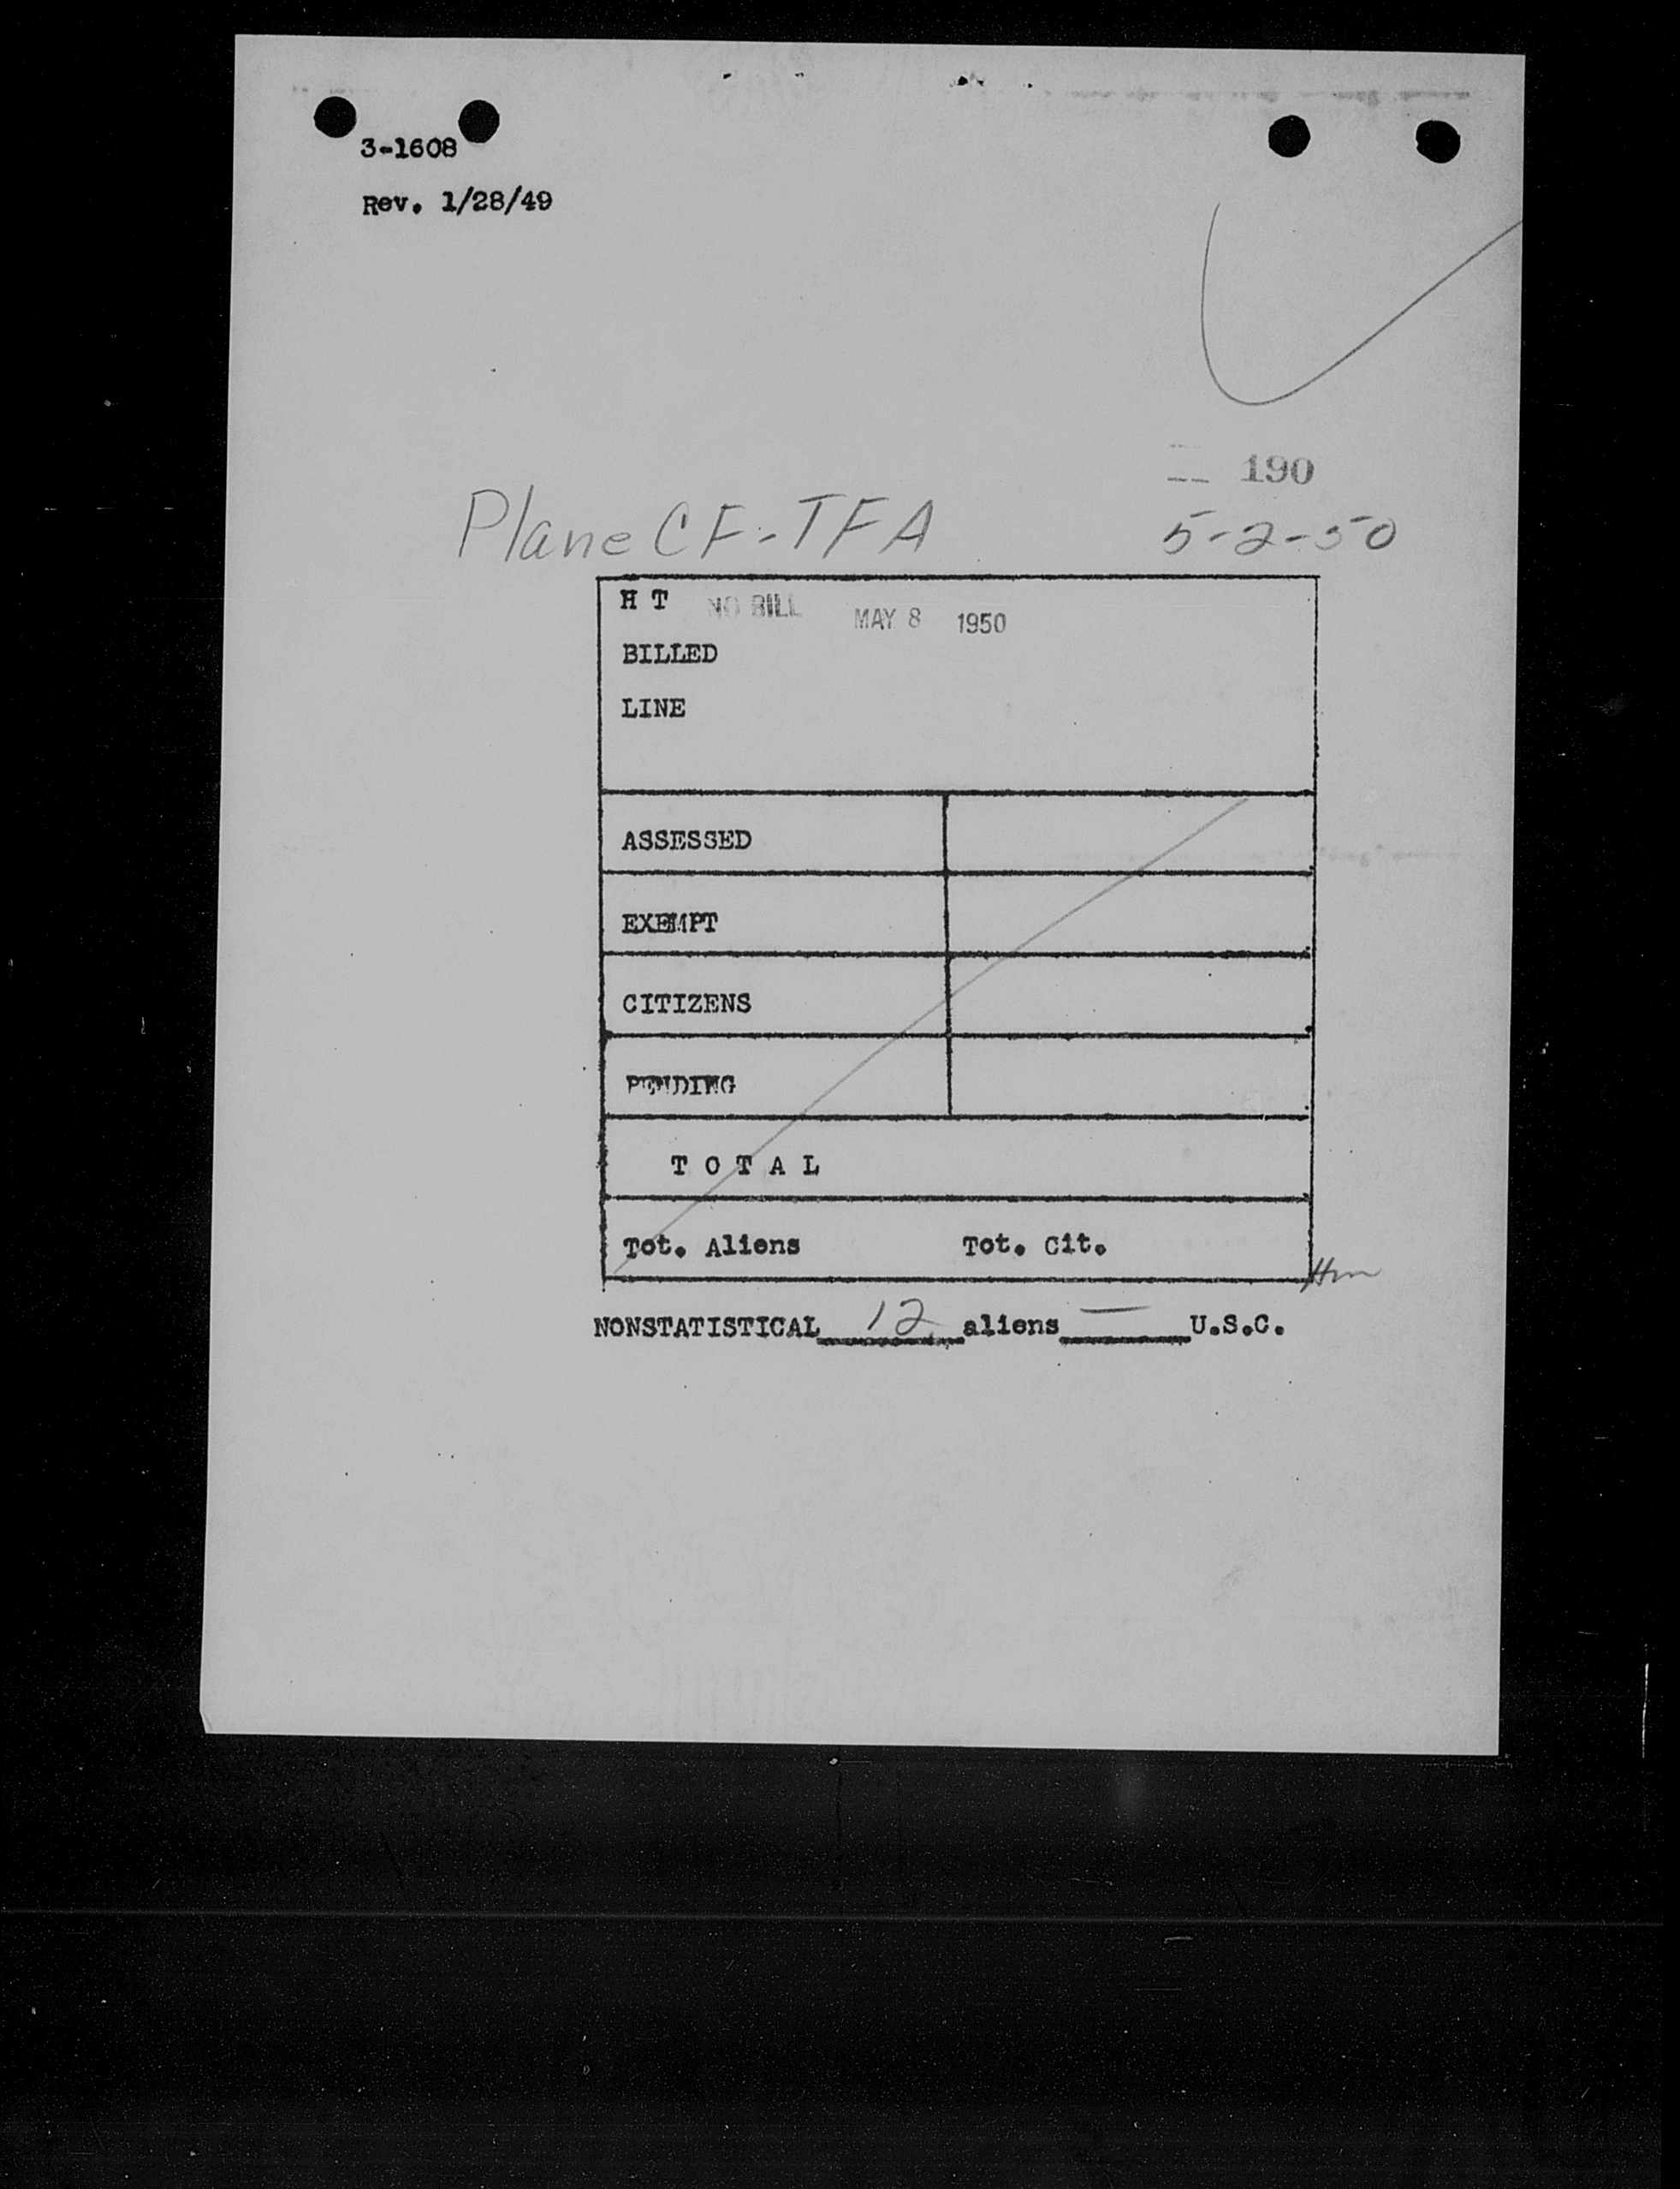 3-1608
Rev. 1/28/49
190
Plane CF-TFA 5-2-50
H T NO BILL MAY 8 1950
BILLED
LINE
ASSESSED
EXEMPT
CITIZENS
PENDING
T O T A L
Tot. Aliens Tot. Cit.
NONSTATISTICAL 12 aliens — U.S.C.